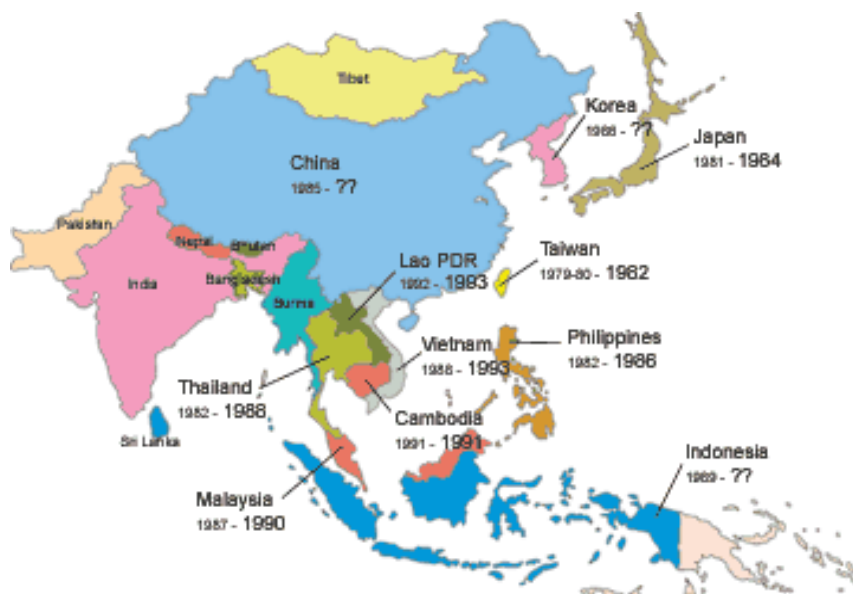 Tibet
Korea
1988 - ??
Japan
1981 - 1984
China
1985 - ??
Pakistan
Nepal
Bhutan
India
Bangladesh
Burma
Lao PDR
1992 - 1993
Taiwan
1979-80 - 1982
Vietnam
1988 - 1993
Philippines
1982 - 1986
Thailand
1982 - 1988
Cambodia
1991 - 1991
Sri Lanka
Malaysia
1987 - 1990
Indonesia
1989 - ??